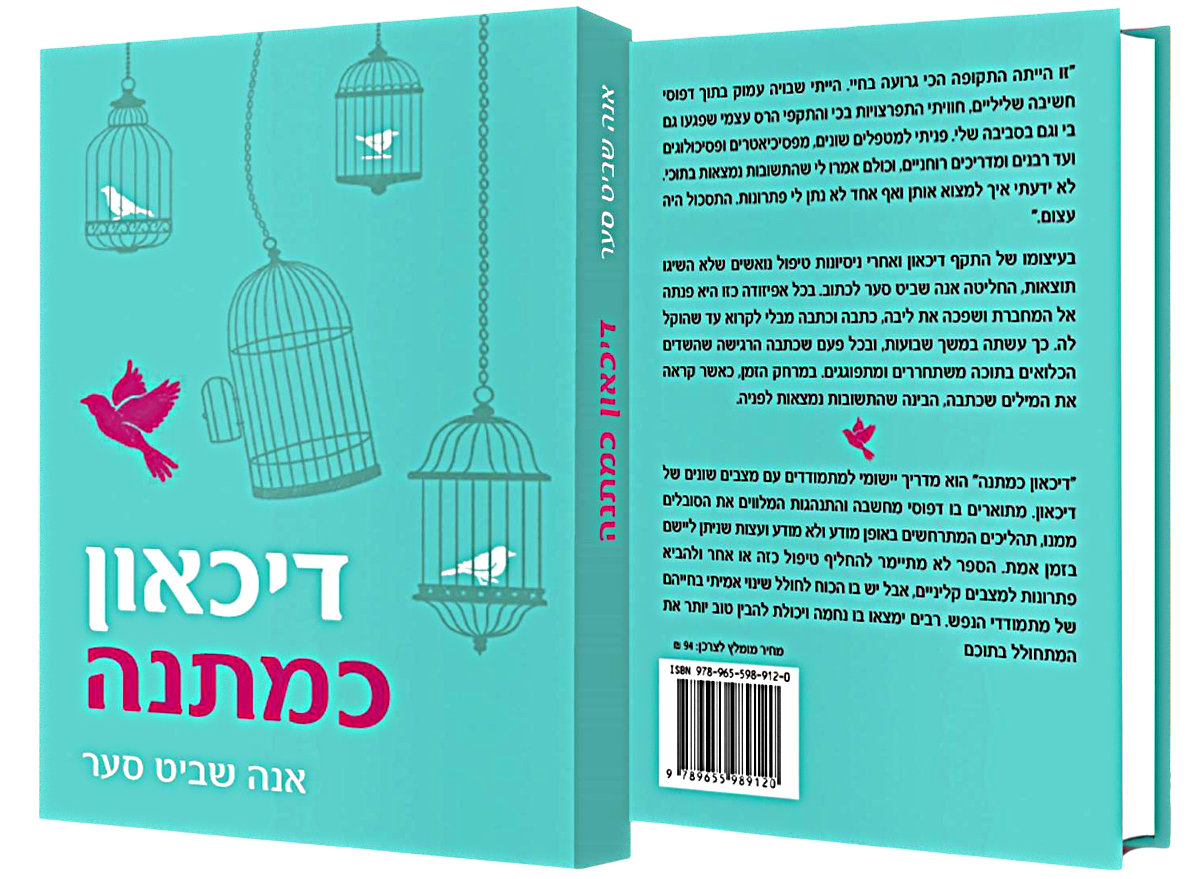 דיכאון
כמתנה
אנה שביט סער
אנה שביט סער
דיכאון כמתנה
"זו הייתה התקופה הכי גרועה בחיי. הייתי שבויה עמוק בתוך דפוסי
חשיבה שליליים, חוויתי התפרצויות בכי והתקפי הרס עצמי שפגעו גם
בי וגם בסביבה שלי. פניתי למטפלים שונים, מפסיכיאטרים ופסיכולוגים
ועד רבנים ומדריכים רוחניים, וכולם אמרו לי שהתשובות נמצאות בתוכי.
לא ידעתי איך למצוא אותן ואף אחד לא נתן לי פתרונות. התסכול היה
עצום."
בעיצומו של התקף דיכאון ואחרי ניסיונות טיפול נואשים שלא השיגו
תוצאות, החליטה אנה שביט סער לכתוב. בכל אפיזודה כזו היא פנתה
אל המחברת ושפכה את ליבה, כתבה וכתבה מבלי לקרוא עד שהוקל
לה. כך עשתה במשך שבועות, ובכל פעם שכתבה הרגישה שהשדים
הכלואים בתוכה משתחררים ומתפוגגים. במרחק הזמן, כאשר קראה
את המילים שכתבה, הבינה שהתשובות נמצאות לפניה.
"דיכאון כמתנה" הוא מדריך יישומי למתמודדים עם מצבים שונים של
דיכאון. מתוארים בו דפוסי מחשבה והתנהגות המלווים את הסובלים
ממנו, תהליכים המתרחשים באופן מודע ולא מודע ועצות שניתן ליישם
בזמן אמת. הספר לא מתיימר להחליף טיפול כזה או אחר ולהביא
פתרונות למצבים קליניים, אבל יש בו הכוח לחולל שינוי אמיתי בחייהם
של מתמודדי הנפש. רבים ימצאו בו נחמה ויכולת להבין טוב יותר את
המתחולל בתוכם
מחיר מומלץ לצרכן: 94 ₪
ISBN 978-965-598-912-0
9 789655 989120